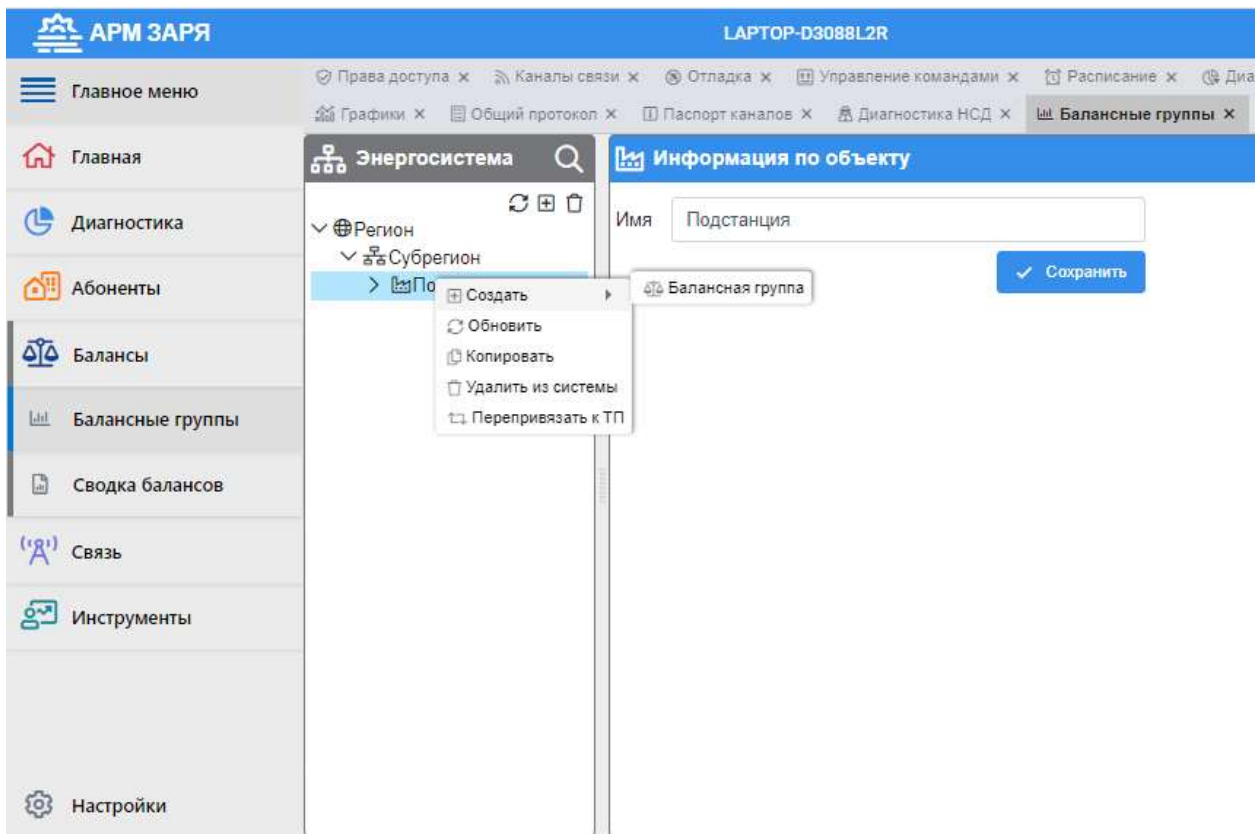 АРМ ЗАРЯ
LAPTOP-D3088L2R
Главное меню
Права доступа × Каналы связи × Отладка × Управление командами × Расписание × Диа
Графики × Общий протокол × Паспорт каналов × Диагностика НСД × Балансные группы ×
Главная
Диагностика
Абоненты
Балансы
Балансные группы
Сводка балансов
Связь
Инструменты
Настройки
Энергосистема
Регион
Субрегион
По
Создать
Обновить
Копировать
Удалить из системы
Перепривязать к ТП
Балансная группа
Информация по объекту
Имя Подстанция
Сохранить